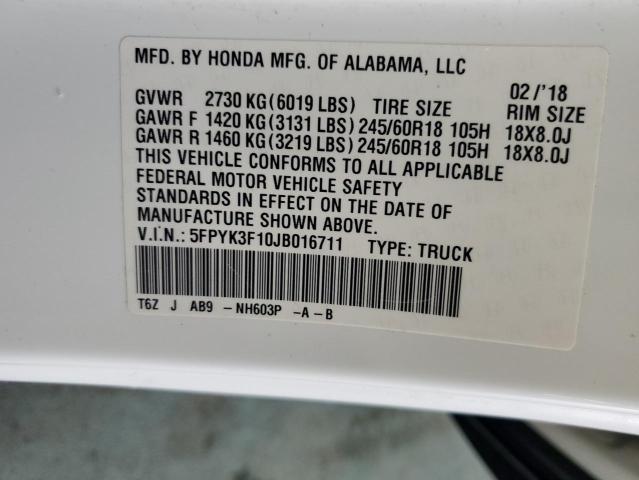 MFD. BY HONDA MFG. OF ALABAMA, LLC
02/'18
GVWR 2730 KG(6019 LBS) TIRE SIZE RIM SIZE
GAWR F 1420 KG(3131 LBS) 245/60R18 105H 18X8.0J
GAWR R 1460 KG(3219 LBS) 245/60R18 105H 18X8.0J
THIS VEHICLE CONFORMS TO ALL APPLICABLE
FEDERAL MOTOR VEHICLE SAFETY
STANDARDS IN EFFECT ON THE DATE OF
MANUFACTURE SHOWN ABOVE.
V.I.N.: 5FPYK3F10JB016711 TYPE: TRUCK
T6Z J AB9 - NH603P -A-B